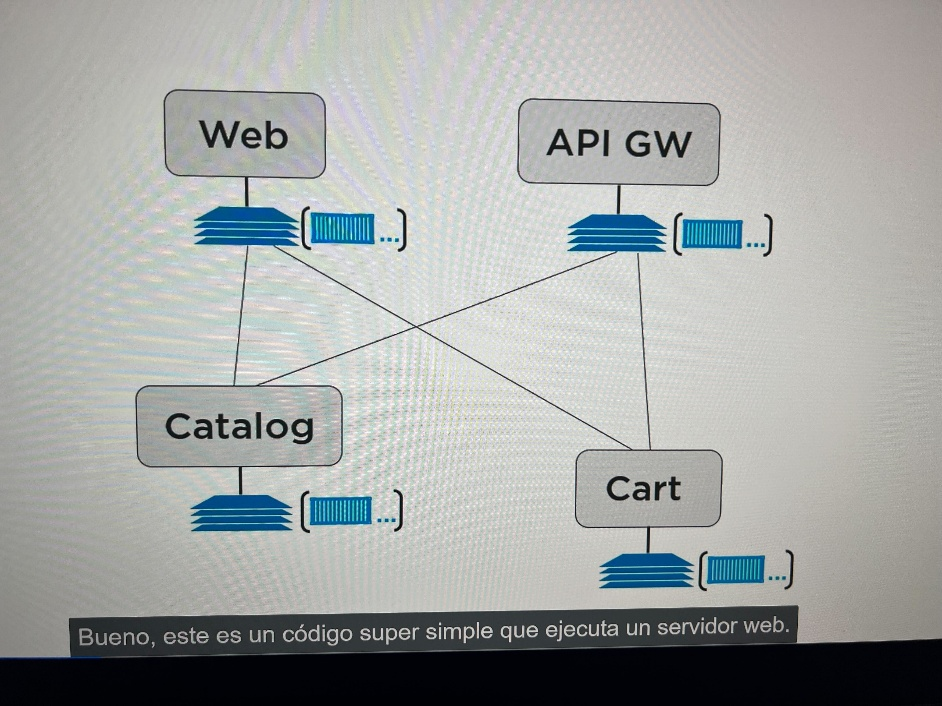 Web
API GW
[ ...]
[ ...]
Catalog
Cart
[ ...]
[ ...]
Bueno, este es un código super simple que ejecuta un servidor web.